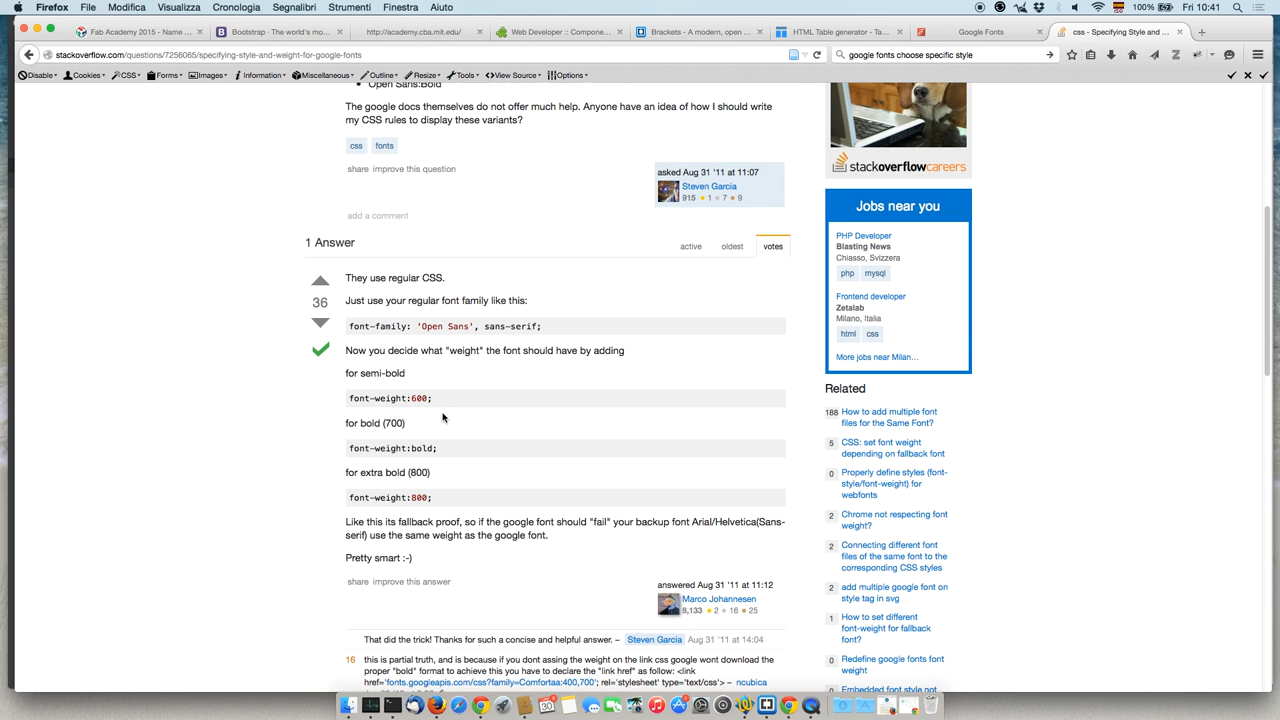 Firefox File Modifica Visualizza Cronologia Segnalibri Strumenti Finestra Aiuto 100% Fri 10:41
Fab Academy 2015 - Name ... Bootstrap · The world's mo... http://academy.cba.mit.edu/ Web Developer :: Compone... Brackets - A modern, open ... HTML Table generator - Ta... Google Fonts css - Specifying Style and ...
stackoverflow.com/questions/7256065/specifying-style-and-weight-for-google-fonts google fonts choose specific style
Disable Cookies CSS Forms Images Information Miscellaneous Outline Resize Tools View Source Options
Open Sans:Bold
The google docs themselves do not offer much help. Anyone have an idea of how I should write
my CSS rules to display these variants?
css fonts
share improve this question
asked Aug 31 '11 at 11:07
Steven Garcia
915 1 7 9
add a comment
1 Answer
active oldest votes
They use regular CSS.
36
Just use your regular font family like this:
font-family: 'Open Sans', sans-serif;
Now you decide what "weight" the font should have by adding
for semi-bold
font-weight:600;
for bold (700)
font-weight:bold;
for extra bold (800)
font-weight:800;
Like this its fallback proof, so if the google font should "fail" your backup font Arial/Helvetica(Sans-
serif) use the same weight as the google font.
Pretty smart :-)
share improve this answer
answered Aug 31 '11 at 11:12
Marco Johannesen
8,133 2 16 25
That did the trick! Thanks for such a concise and helpful answer. – Steven Garcia Aug 31 '11 at 14:04
16 this is partial truth, and is because if you dont assing the weight on the link css google wont download the
proper "bold" format to achieve this you have to declare the "link href" as follow: <link
href='fonts.googleapis.com/css?family=Comfortaa:400,700'; rel='stylesheet' type='text/css'> – ncubica
stackoverflowcareers
Jobs near you
PHP Developer
Blasting News
Chiasso, Svizzera
php mysql
Frontend developer
Zetalab
Milano, Italia
html css
More jobs near Milan…
Related
188 How to add multiple font
files for the Same Font?
5 CSS: set font weight
depending on fallback font
0 Properly define styles (font-
style/font-weight) for
webfonts
2 Chrome not respecting font
weight?
2 Connecting different font
files of the same font to the
corresponding CSS styles
2 add multiple google font on
style tag in svg
1 How to set different
font-weight for fallback
font?
0 Redefine google fonts font
weight
0 Embedded font style not